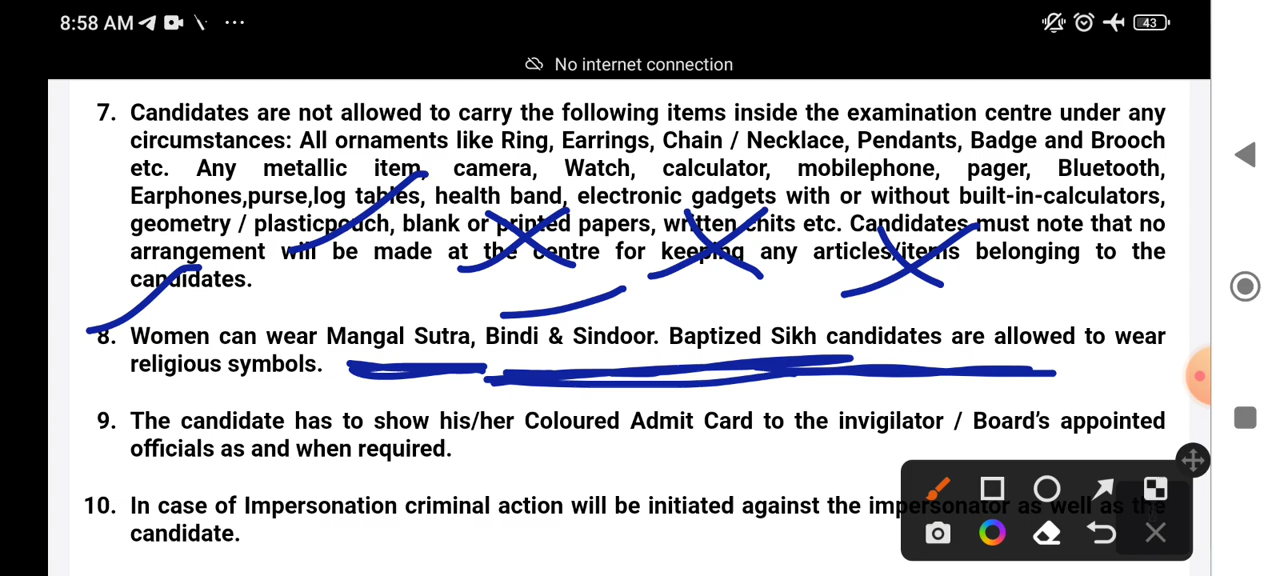 8:58 AM
43
No internet connection
7. Candidates are not allowed to carry the following items inside the examination centre under any
circumstances: All ornaments like Ring, Earrings, Chain / Necklace, Pendants, Badge and Brooch
etc. Any metallic item, camera, Watch, calculator, mobilephone, pager, Bluetooth,
Earphones,purse,log tables, health band, electronic gadgets with or without built-in-calculators,
geometry / plasticpouch, blank or printed papers, written chits etc. Candidates must note that no
arrangement will be made at the centre for keeping any articles/items belonging to the
candidates.
8. Women can wear Mangal Sutra, Bindi & Sindoor. Baptized Sikh candidates are allowed to wear
religious symbols.
9. The candidate has to show his/her Coloured Admit Card to the invigilator / Board's appointed
officials as and when required.
10. In case of Impersonation criminal action will be initiated against the impersonator as well as the
candidate.